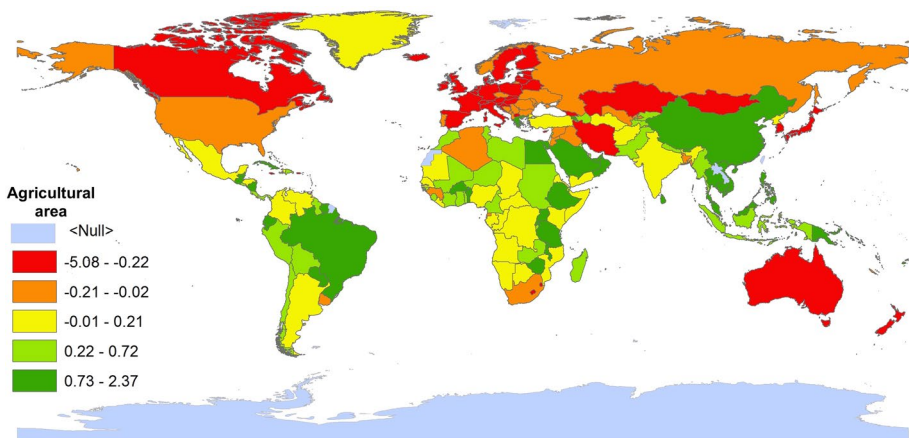 Agricultural
area
<Null>
-5.08 - -0.22
-0.21 - -0.02
-0.01 - 0.21
0.22 - 0.72
0.73 - 2.37